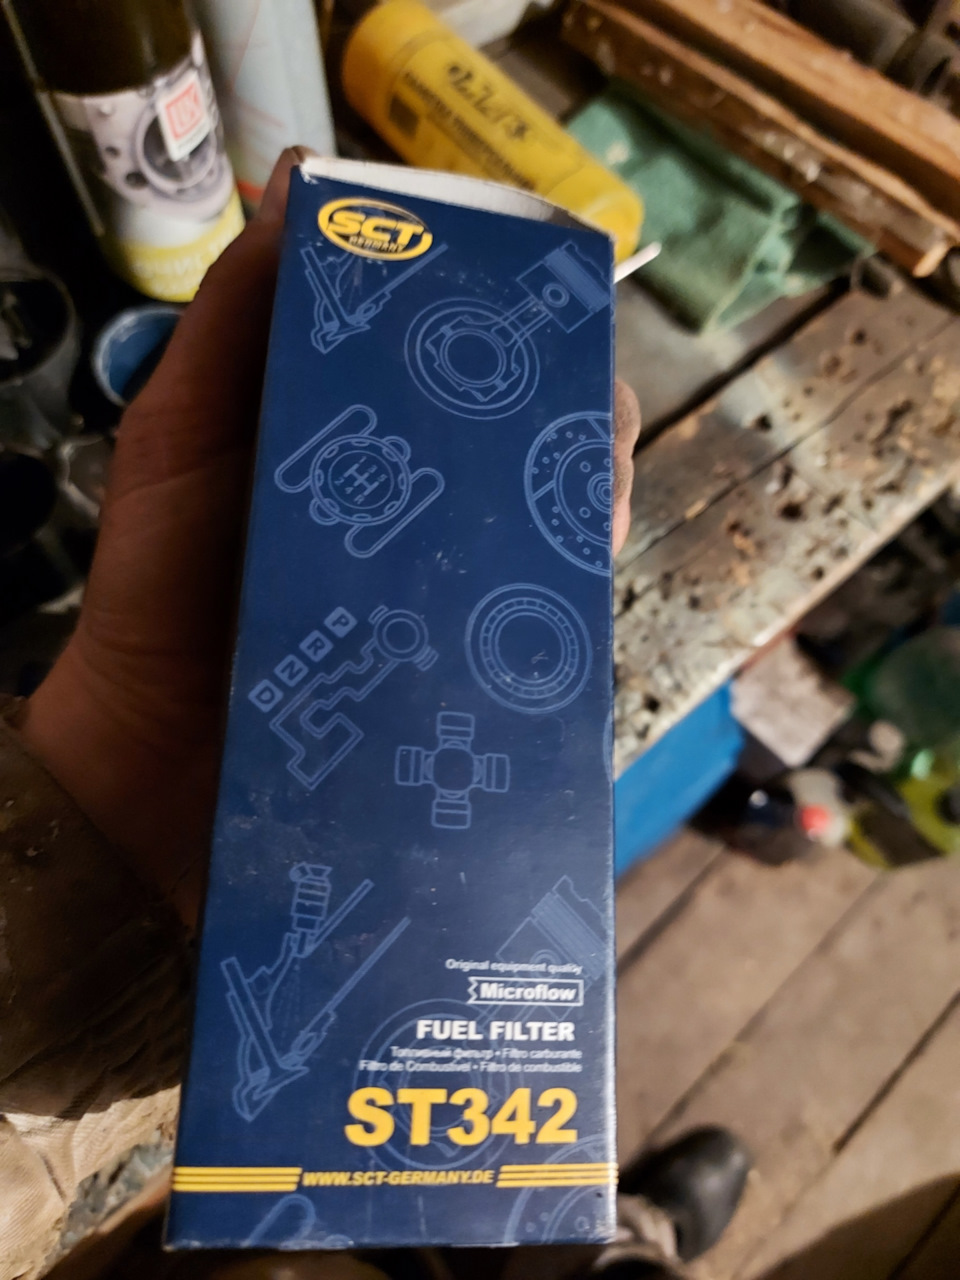 SCT
GERMANY
P
R
N
D
Original equipment quality
Microflow
FUEL FILTER
Топливный фильтр • Filtro carburante
Filtro de Combustível • Filtro de combustible
ST342
WWW.SCT-GERMANY.DE